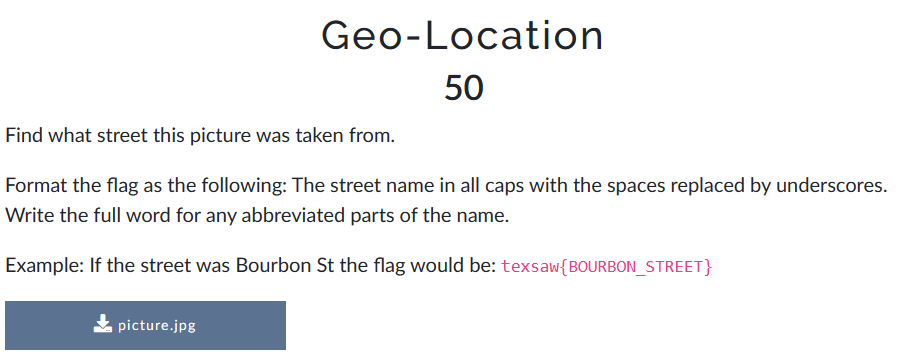 Geo-Location
50
Find what street this picture was taken from.
Format the flag as the following: The street name in all caps with the spaces replaced by underscores.
Write the full word for any abbreviated parts of the name.
Example: If the street was Bourbon St the flag would be: texsaw{BOURBON_STREET}
picture.jpg